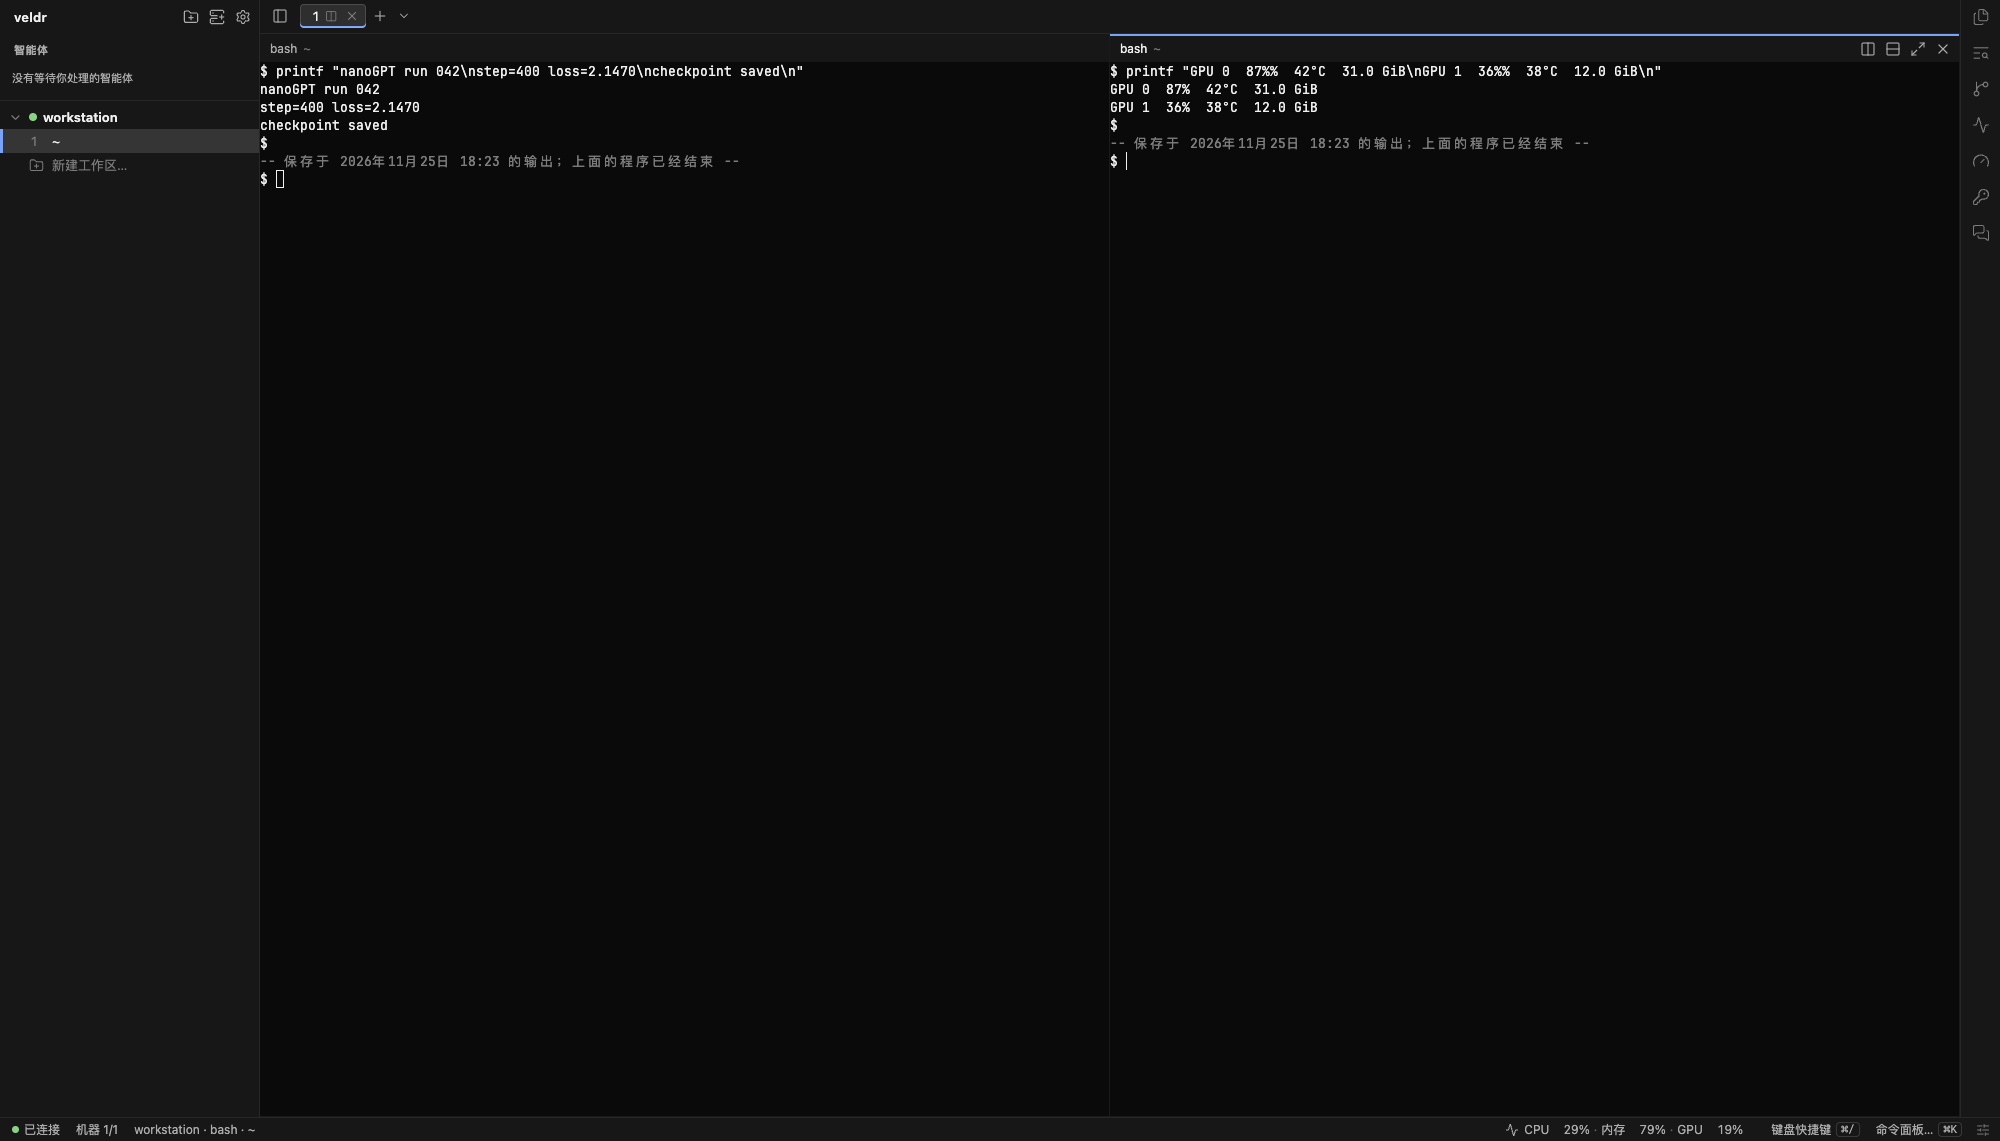 veldr
智能体
没有等待你处理的智能体
workstation
1 ~
新建工作区...
1
bash ~
$ printf "nanoGPT run 042\nstep=400 loss=2.1470\ncheckpoint saved\n"
nanoGPT run 042
step=400 loss=2.1470
checkpoint saved
$
-- 保存于 2026年11月25日 18:23 的输出；上面的程序已经结束 --
$
bash ~
$ printf "GPU 0  87%%  42°C  31.0 GiB\nGPU 1  36%%  38°C  12.0 GiB\n"
GPU 0  87%  42°C  31.0 GiB
GPU 1  36%  38°C  12.0 GiB
$
-- 保存于 2026年11月25日 18:23 的输出；上面的程序已经结束 --
$
已连接 机器 1/1 workstation · bash · ~
CPU 29% · 内存 79% · GPU 19% 键盘快捷键 ⌘/ 命令面板... ⌘K